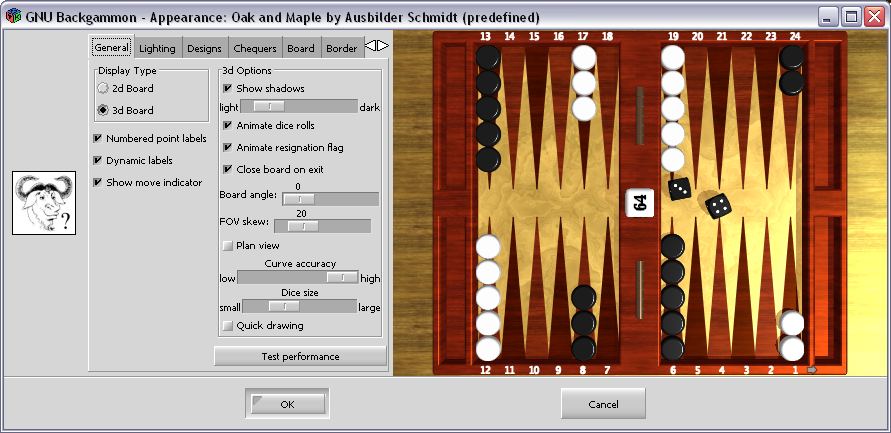 GNU Backgammon - Appearance: Oak and Maple by Ausbilder Schmidt (predefined)
General Lighting Designs Chequers Board Border
Display Type
2d Board
3d Board
Numbered point labels
Dynamic labels
Show move indicator
?
3d Options
Show shadows
light dark
Animate dice rolls
Animate resignation flag
Close board on exit
0
Board angle:
20
FOV skew:
Plan view
Curve accuracy
low high
Dice size
small large
Quick drawing
Test performance
13 14 15 16 17 18 19 20 21 22 23 24
64
12 11 10 9 8 7 6 5 4 3 2 1
OK Cancel